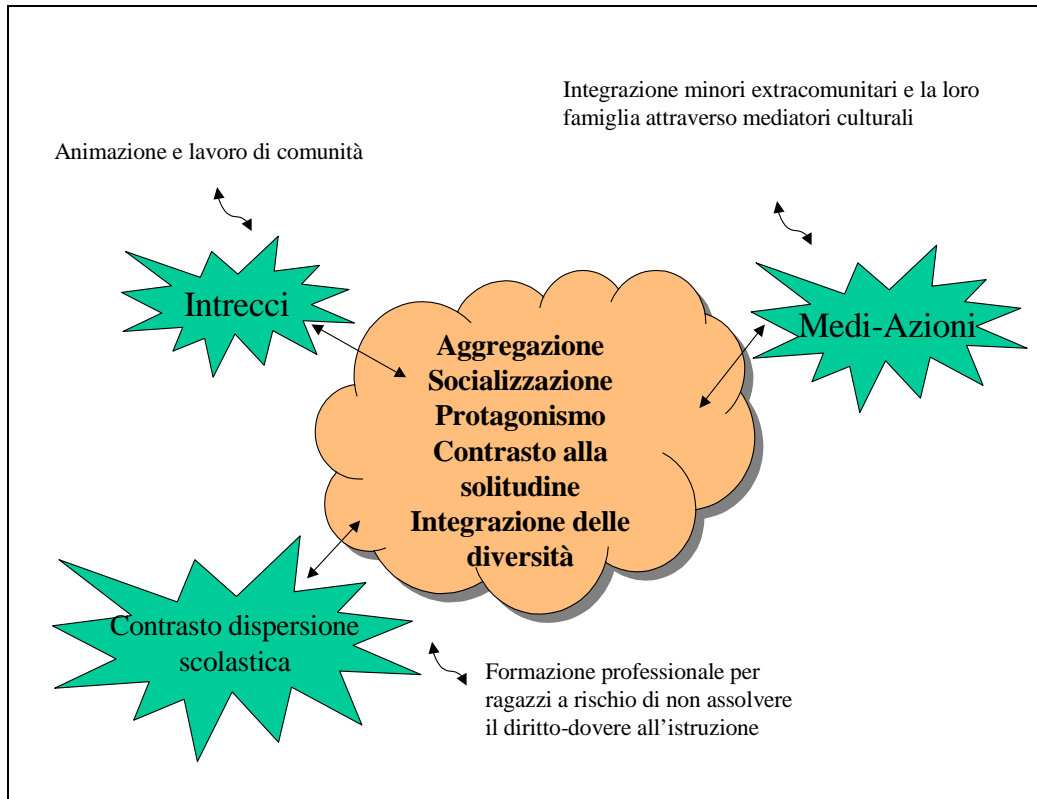 Integrazione minori extracomunitari e la loro
famiglia attraverso mediatori culturali
Animazione e lavoro di comunità
Intrecci
Medi-Azioni
Aggregazione
Socializzazione
Protagonismo
Contrasto alla
solitudine
Integrazione delle
diversità
Contrasto dispersione
scolastica
Formazione professionale per
ragazzi a rischio di non assolvere
il diritto-dovere all’istruzione